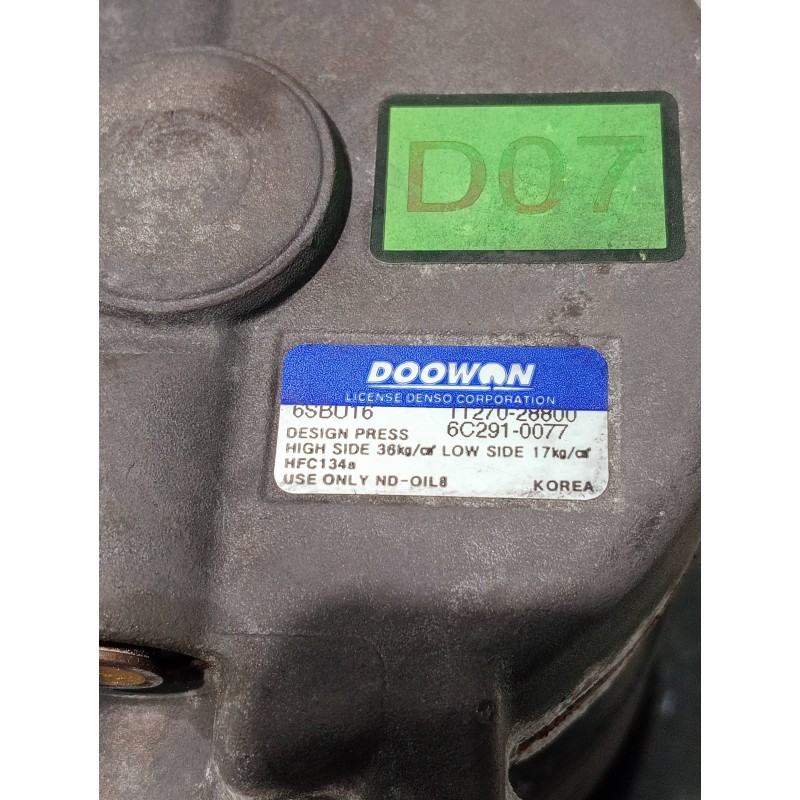 D07
DOOWON
LICENSE DENSO CORPORATION
6SBU16 11270-28800
DESIGN PRESS 6C291-0077
HIGH SIDE 36kg/㎠ LOW SIDE 17kg/㎠
HFC134a
USE ONLY ND-OIL8 KOREA